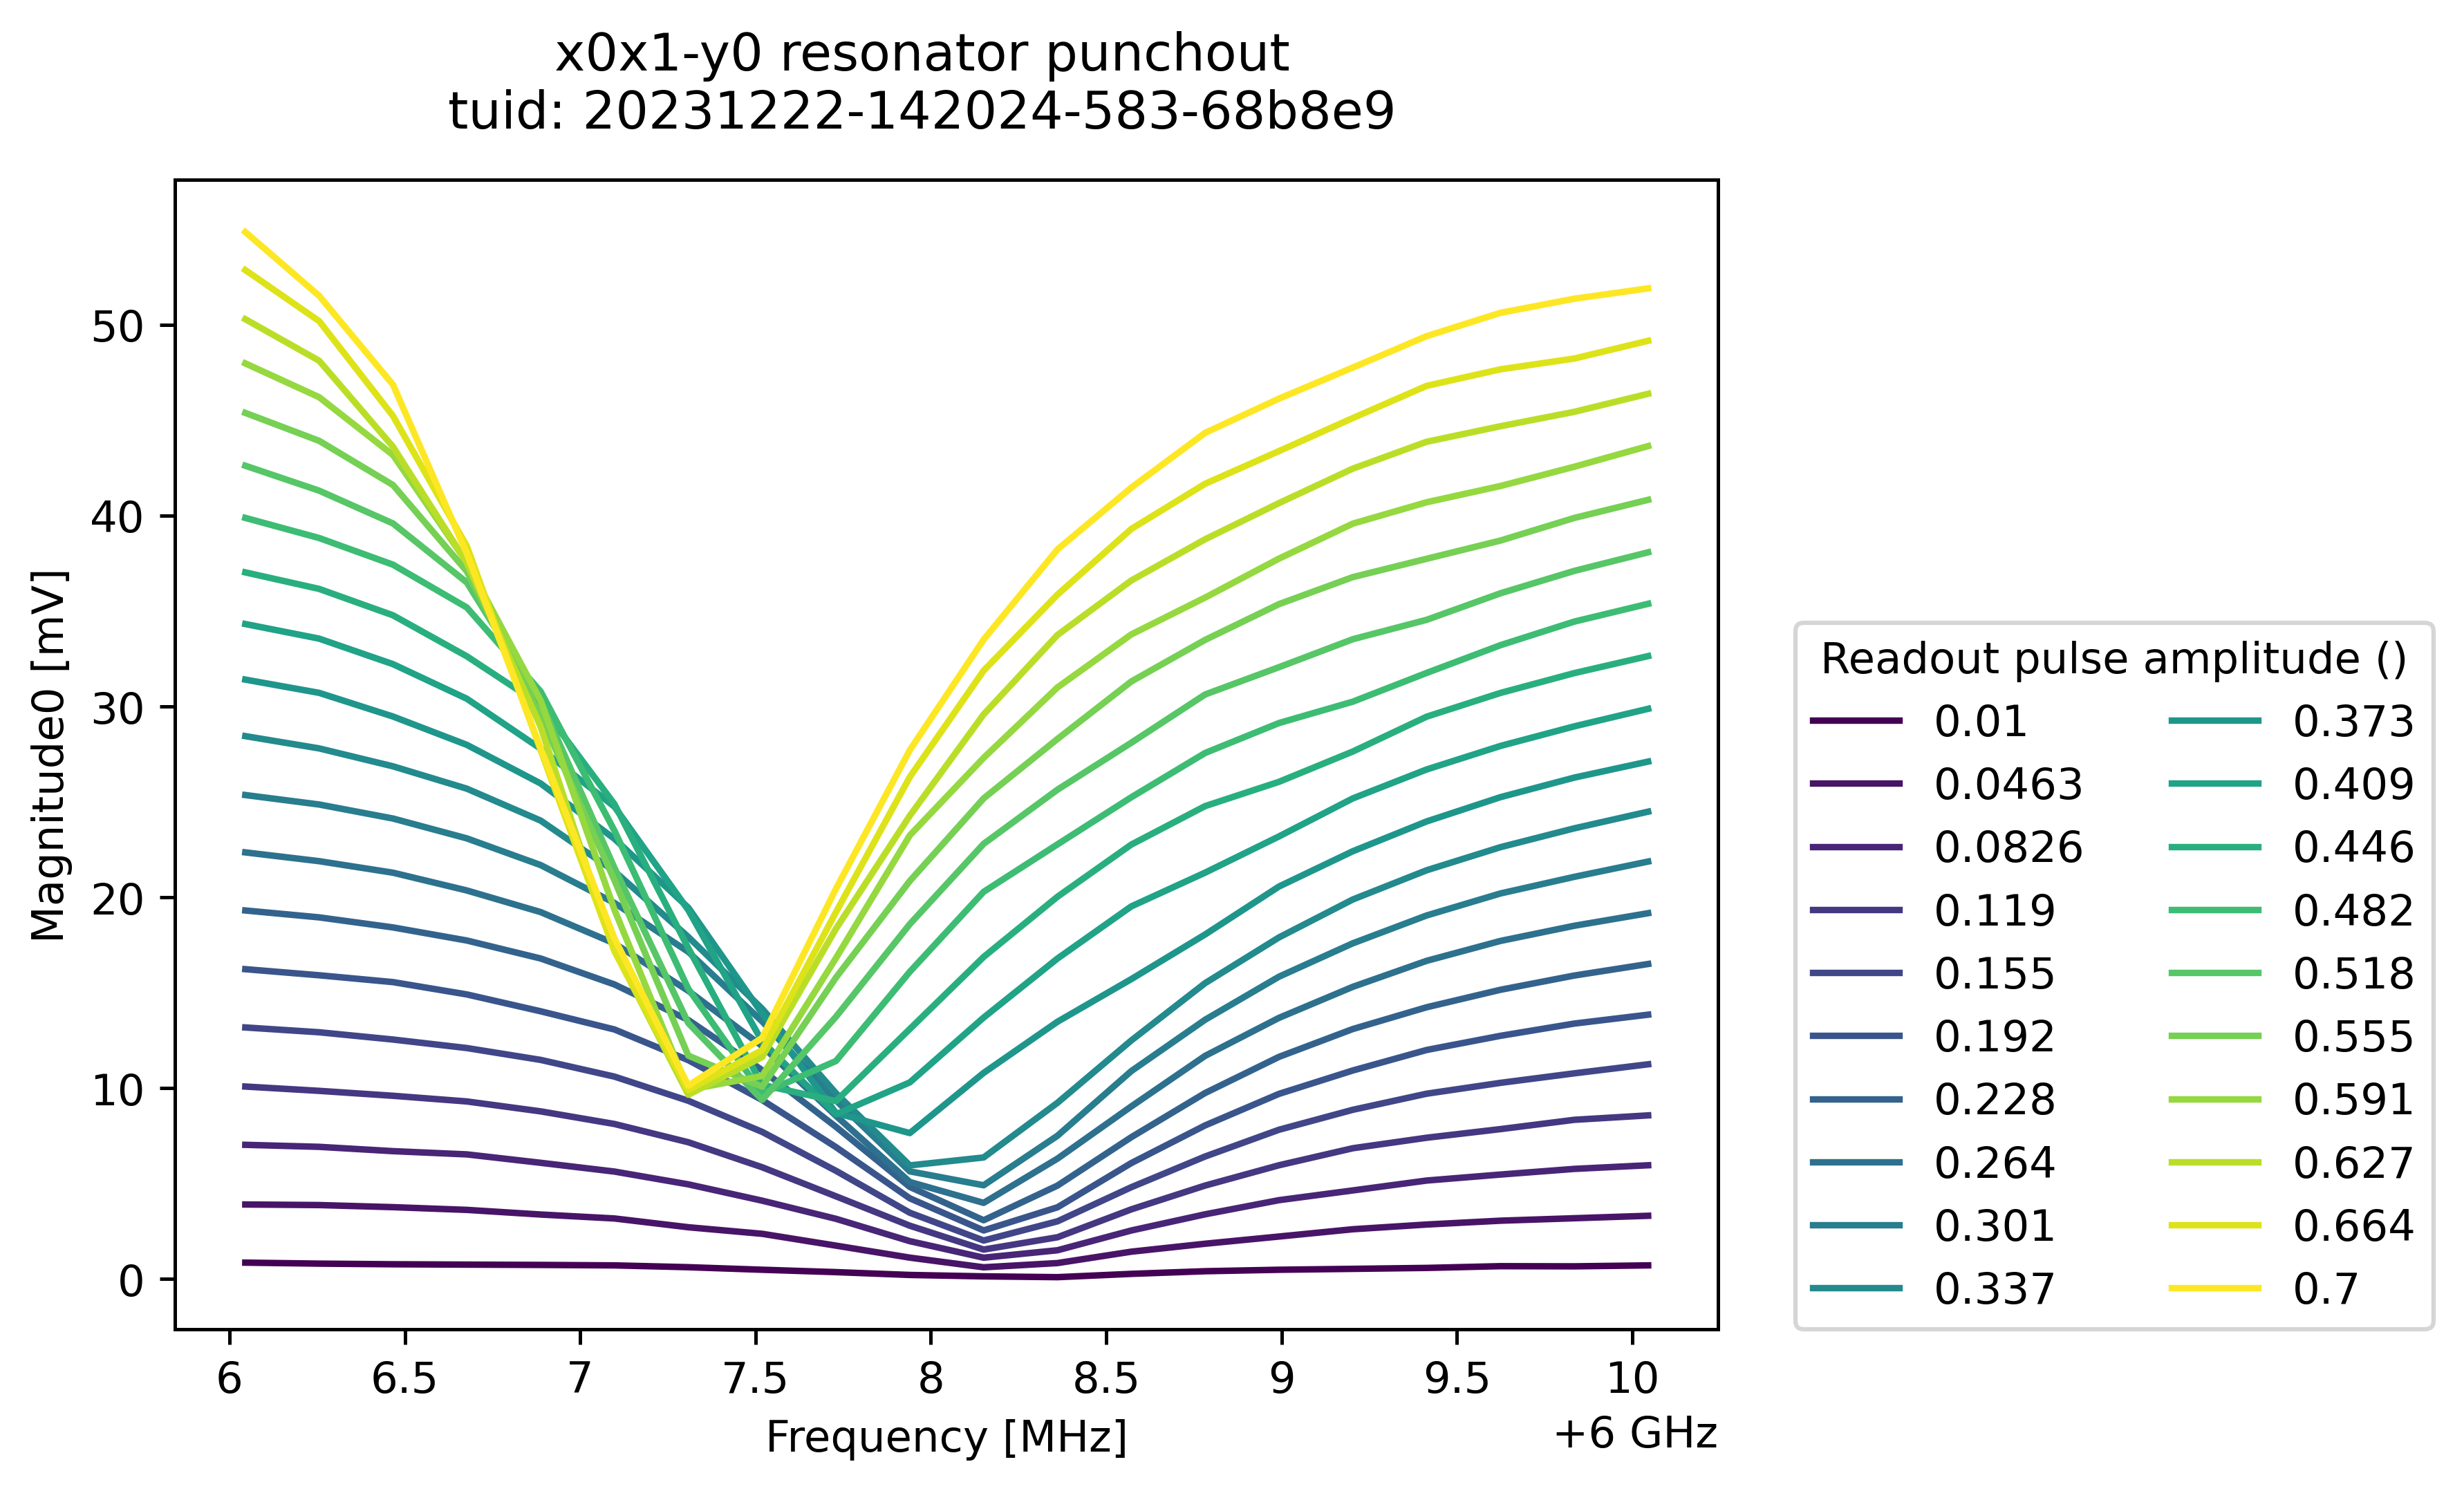 x0x1-y0 resonator punchout
tuid: 20231222-142024-583-68b8e9
Magnitude0 [mV]
50
40
30
20
10
0
6 6.5 7 7.5 8 8.5 9 9.5 10
Frequency [MHz]
+6 GHz
Readout pulse amplitude ()
0.01 0.373
0.0463 0.409
0.0826 0.446
0.119 0.482
0.155 0.518
0.192 0.555
0.228 0.591
0.264 0.627
0.301 0.664
0.337 0.7